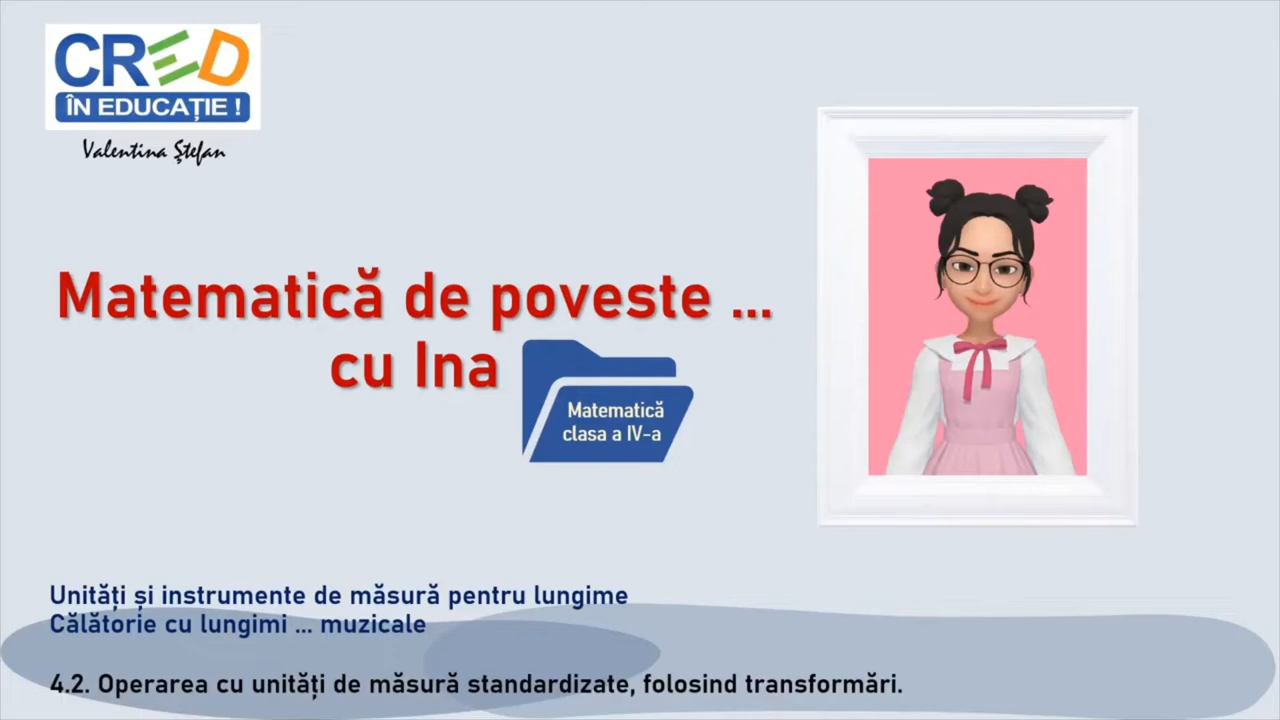 CRED
ÎN EDUCAȚIE !
Valentina Ștefan
Matematică de poveste ...
cu Ina
Matematică
clasa a IV-a
Unități și instrumente de măsură pentru lungime
Călătorie cu lungimi ... muzicale
4.2. Operarea cu unități de măsură standardizate, folosind transformări.